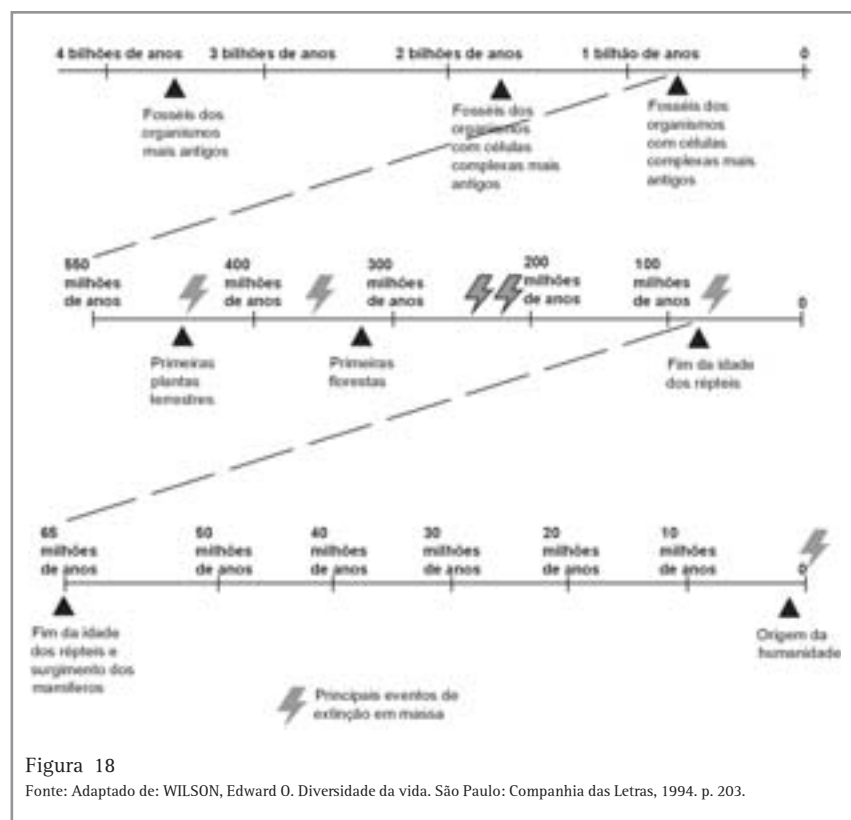 4 bilhões de anos 3 bilhões de anos 2 bilhões de anos 1 bilhão de anos 0
Fosséis dos
organismos
mais antigos
Fosséis dos
organismos
com células
complexas mais
antigos
Fosséis dos
organismos
com células
complexas mais
antigos
550
milhões
de anos
400
milhões
de anos
300
milhões
de anos
200
milhões
de anos
100
milhões
de anos
0
Primeiras
plantas
terrestres
Primeiras
florestas
Fim da idade
dos répteis
65
milhões
de anos
50
milhões
de anos
40
milhões
de anos
30
milhões
de anos
20
milhões
de anos
10
milhões
de anos
0
Fim da idade
dos répteis e
surgimento dos
mamíferos
Origem da
humanidade
Principais eventos de
extinção em massa
Figura 18
Fonte: Adaptado de: WILSON, Edward O. Diversidade da vida. São Paulo: Companhia das Letras, 1994. p. 203.